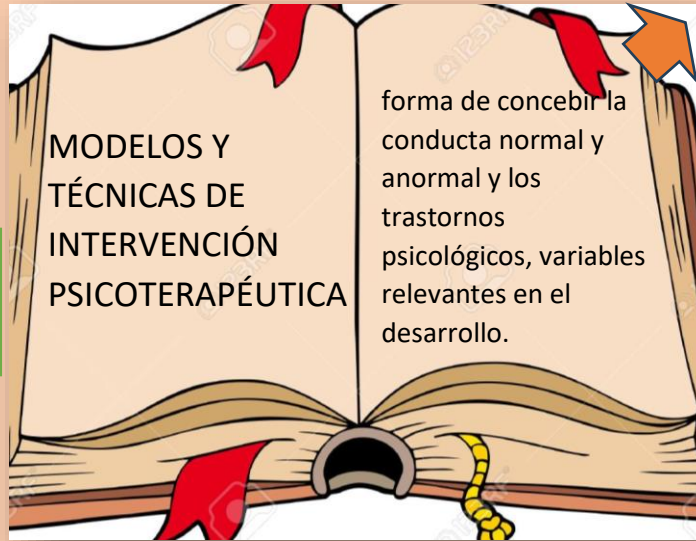 MODELOS Y
TÉCNICAS DE
INTERVENCIÓN
PSICOTERAPÉUTICA
forma de concebir la
conducta normal y
anormal y los
trastornos
psicológicos, variables
relevantes en el
desarrollo.